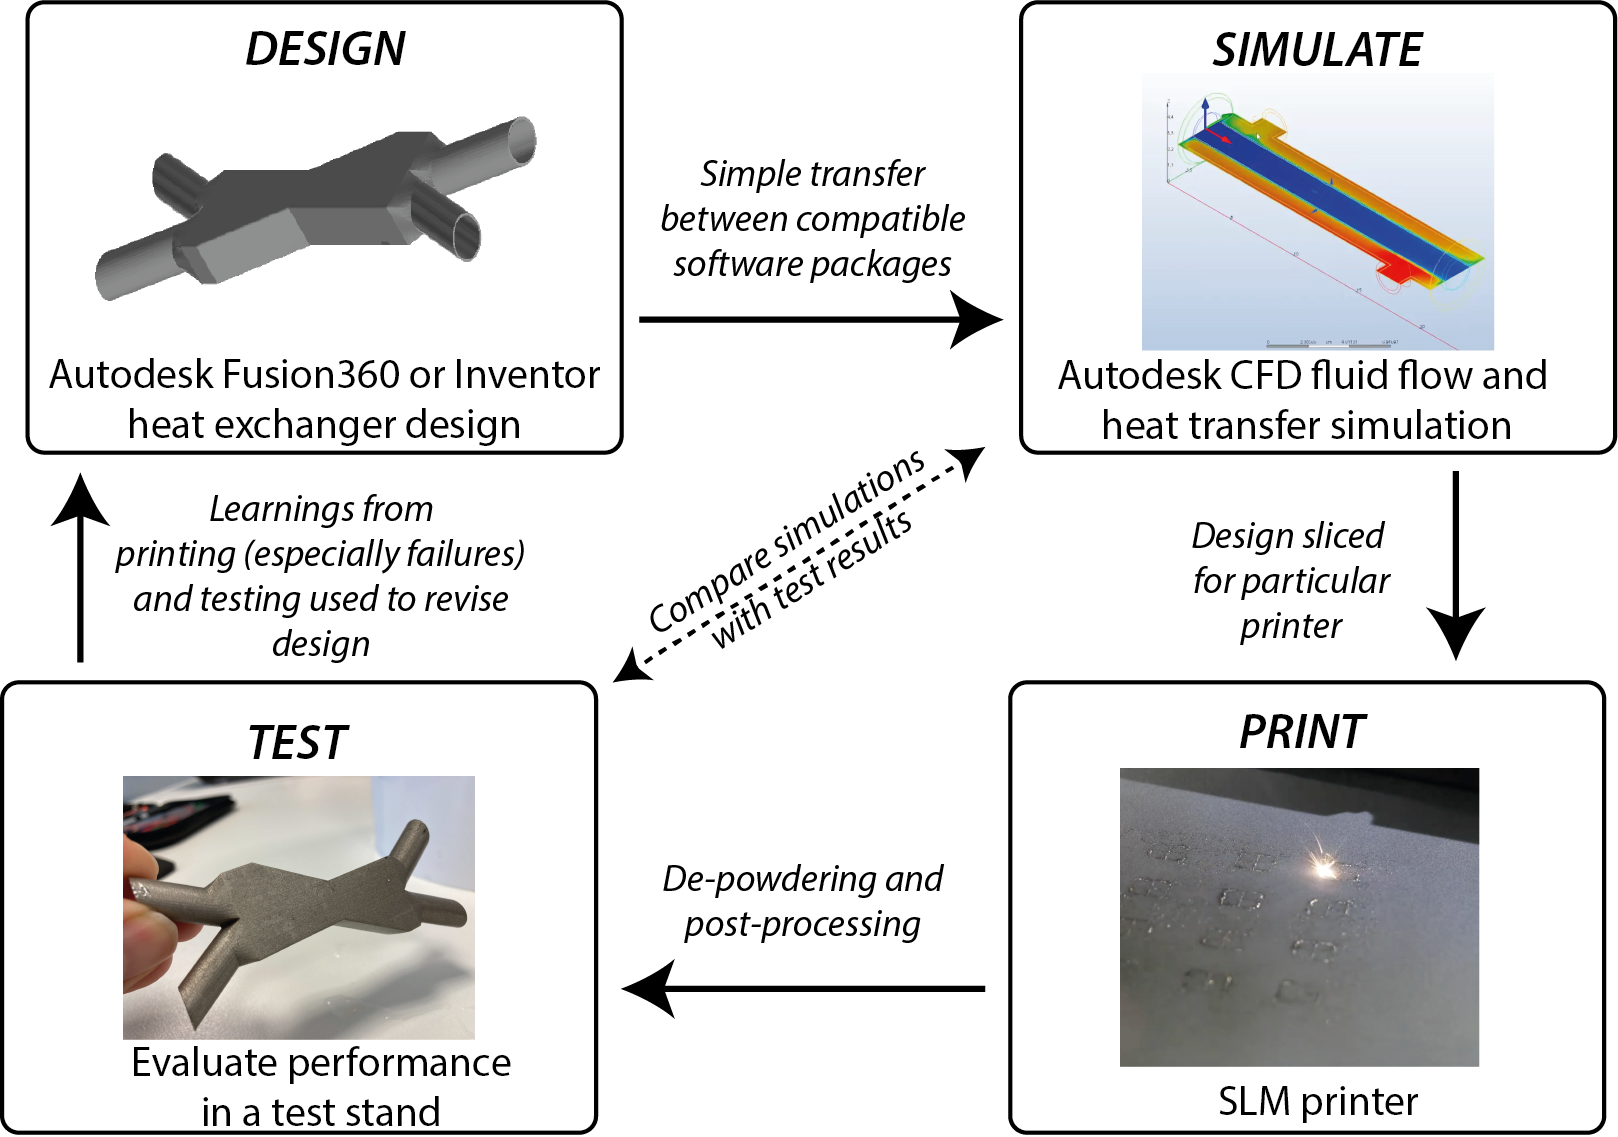 DESIGN
Autodesk Fusion360 or Inventor
heat exchanger design
Simple transfer
between compatible
software packages
SIMULATE
Autodesk CFD fluid flow and
heat transfer simulation
Learnings from
printing (especially failures)
and testing used to revise
design
Compare simulations
with test results
Design sliced
for particular
printer
TEST
Evaluate performance
in a test stand
De-powdering and
post-processing
PRINT
SLM printer